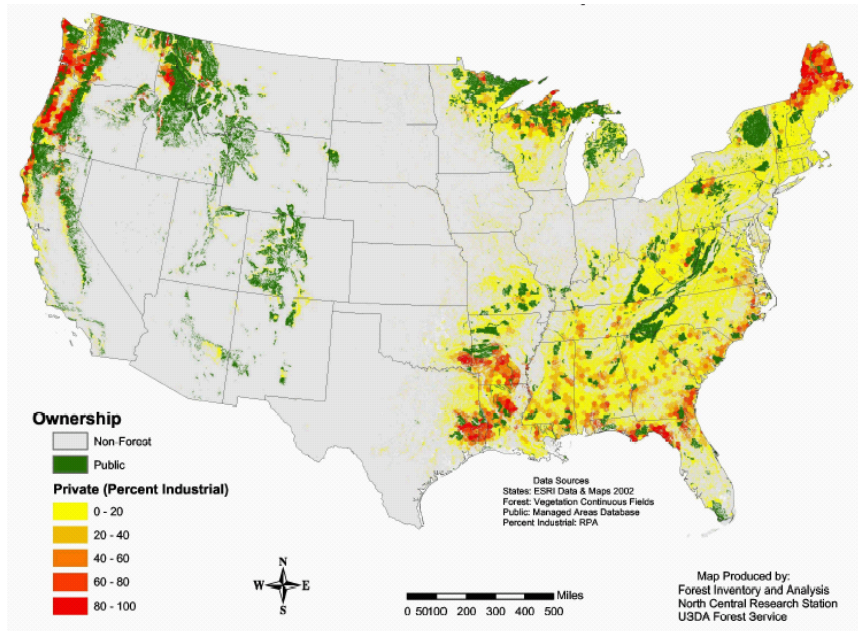 Ownership
Non-Forest
Public
Private (Percent Industrial)
0 - 20
20 - 40
40 - 60
60 - 80
80 - 100
N
W E
S
Miles
0 50100 200 300 400 500
Data Sources
States: ESRI Data & Maps 2002
Forest: Vegetation Continuous Fields
Public: Managed Areas Database
Percent Industrial: RPA
Map Produced by:
Forest Inventory and Analysis
North Central Research Station
USDA Forest Service